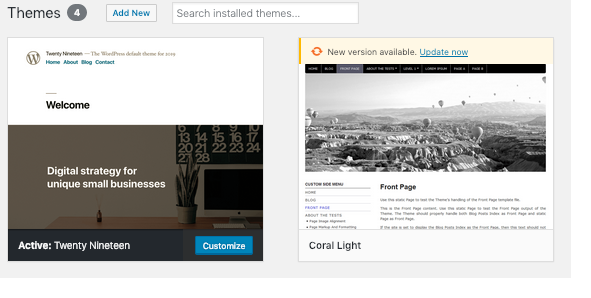 Themes 4 Add New Search installed themes...
Twenty Nineteen — The WordPress default theme for 2019
Home About Blog Contact
Welcome
Digital strategy for
unique small businesses
Active: Twenty Nineteen Customize
New version available. Update now
HOME BLOG FRONT PAGE ABOUT THE TESTS LEVEL 1 LOREM IPSUM PAGE A PAGE B
CUSTOM SIDE MENU
HOME
BLOG
FRONT PAGE
ABOUT THE TESTS
Page Image Alignment
Page Markup And Formatting
Front Page
Use this static Page to test the Theme's handling of the Front Page template file.
This is the Front Page content. Use this static Page to test the Front Page output of
the Theme. The Theme should properly handle both Blog Posts Index as Front Page and static
Page as Front Page.
If the site is set to display the Blog Posts Index as the Front Page, then this text should not
Coral Light